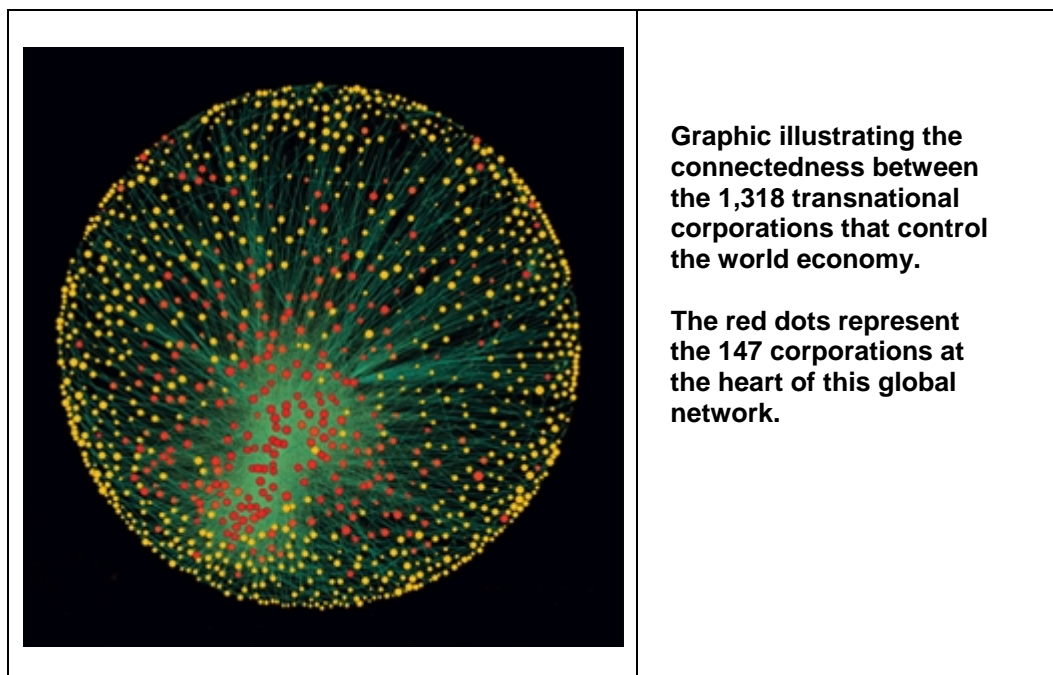 Graphic illustrating the
connectedness between
the 1,318 transnational
corporations that control
the world economy.
The red dots represent
the 147 corporations at
the heart of this global
network.